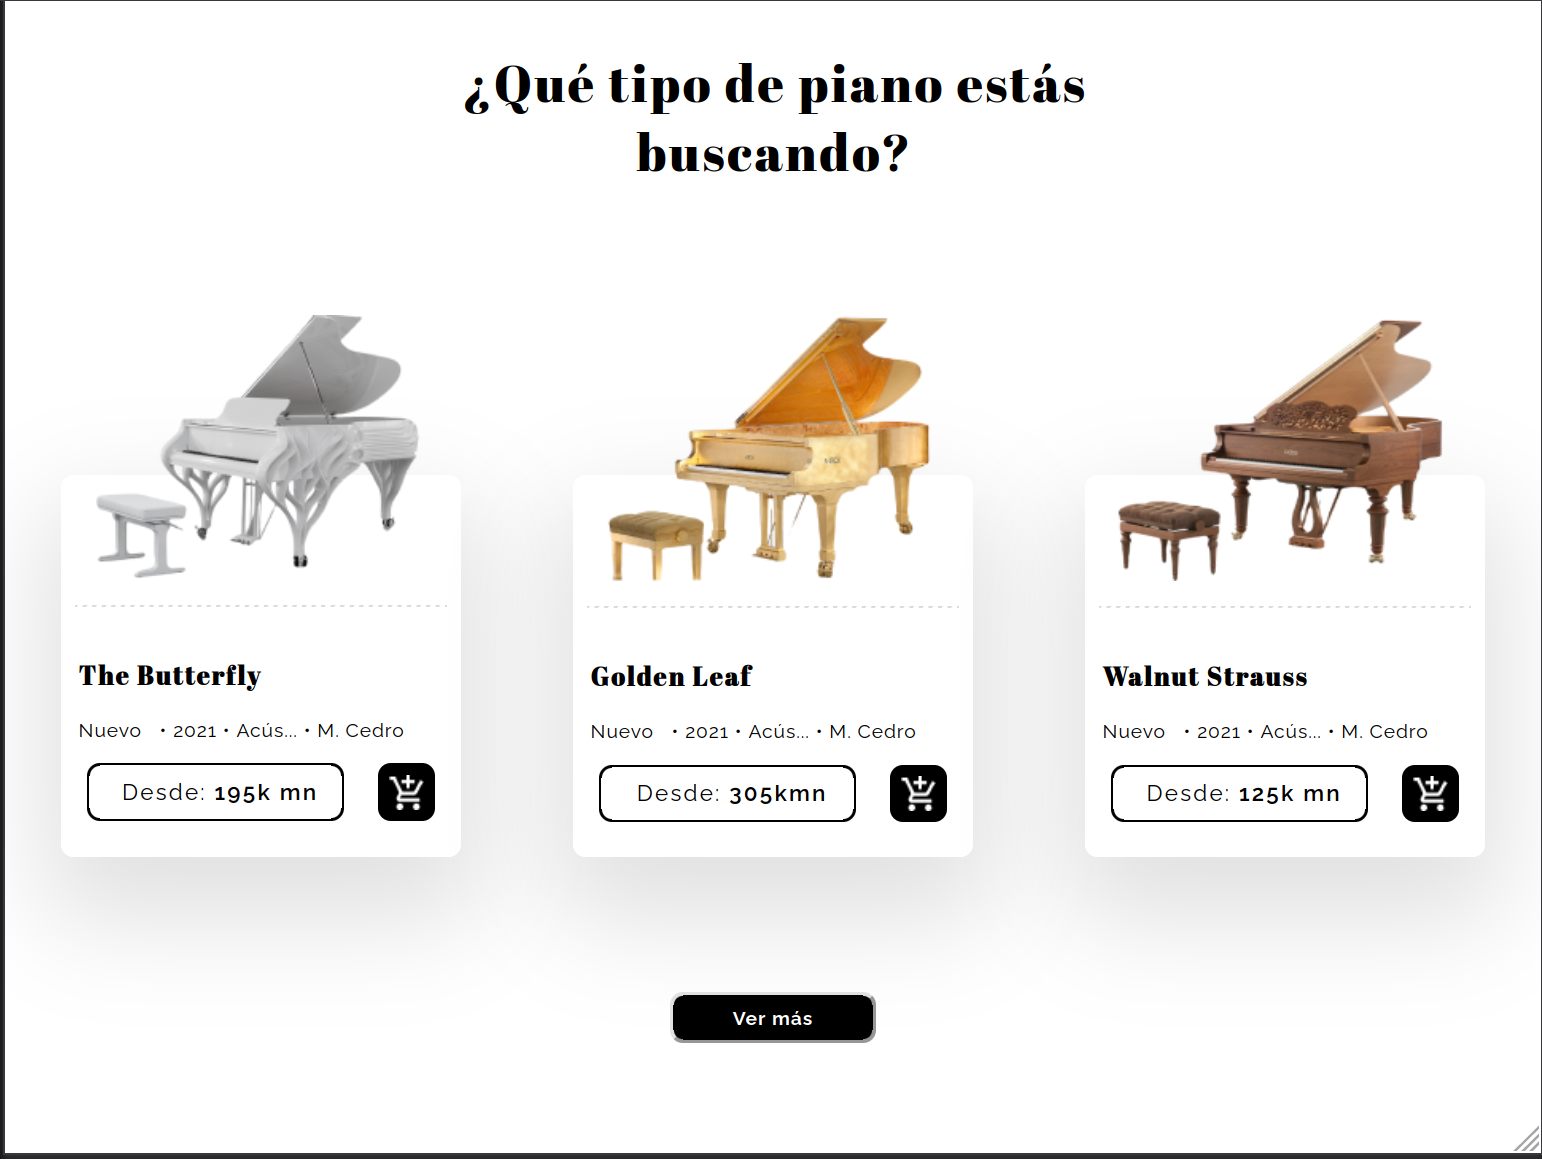 ¿Qué tipo de piano estás
buscando?
The Butterfly
Nuevo • 2021 • Acús... • M. Cedro
Desde: 195k mn
Golden Leaf
Nuevo • 2021 • Acús... • M. Cedro
Desde: 305kmn
Walnut Strauss
Nuevo • 2021 • Acús... • M. Cedro
Desde: 125k mn
Ver más